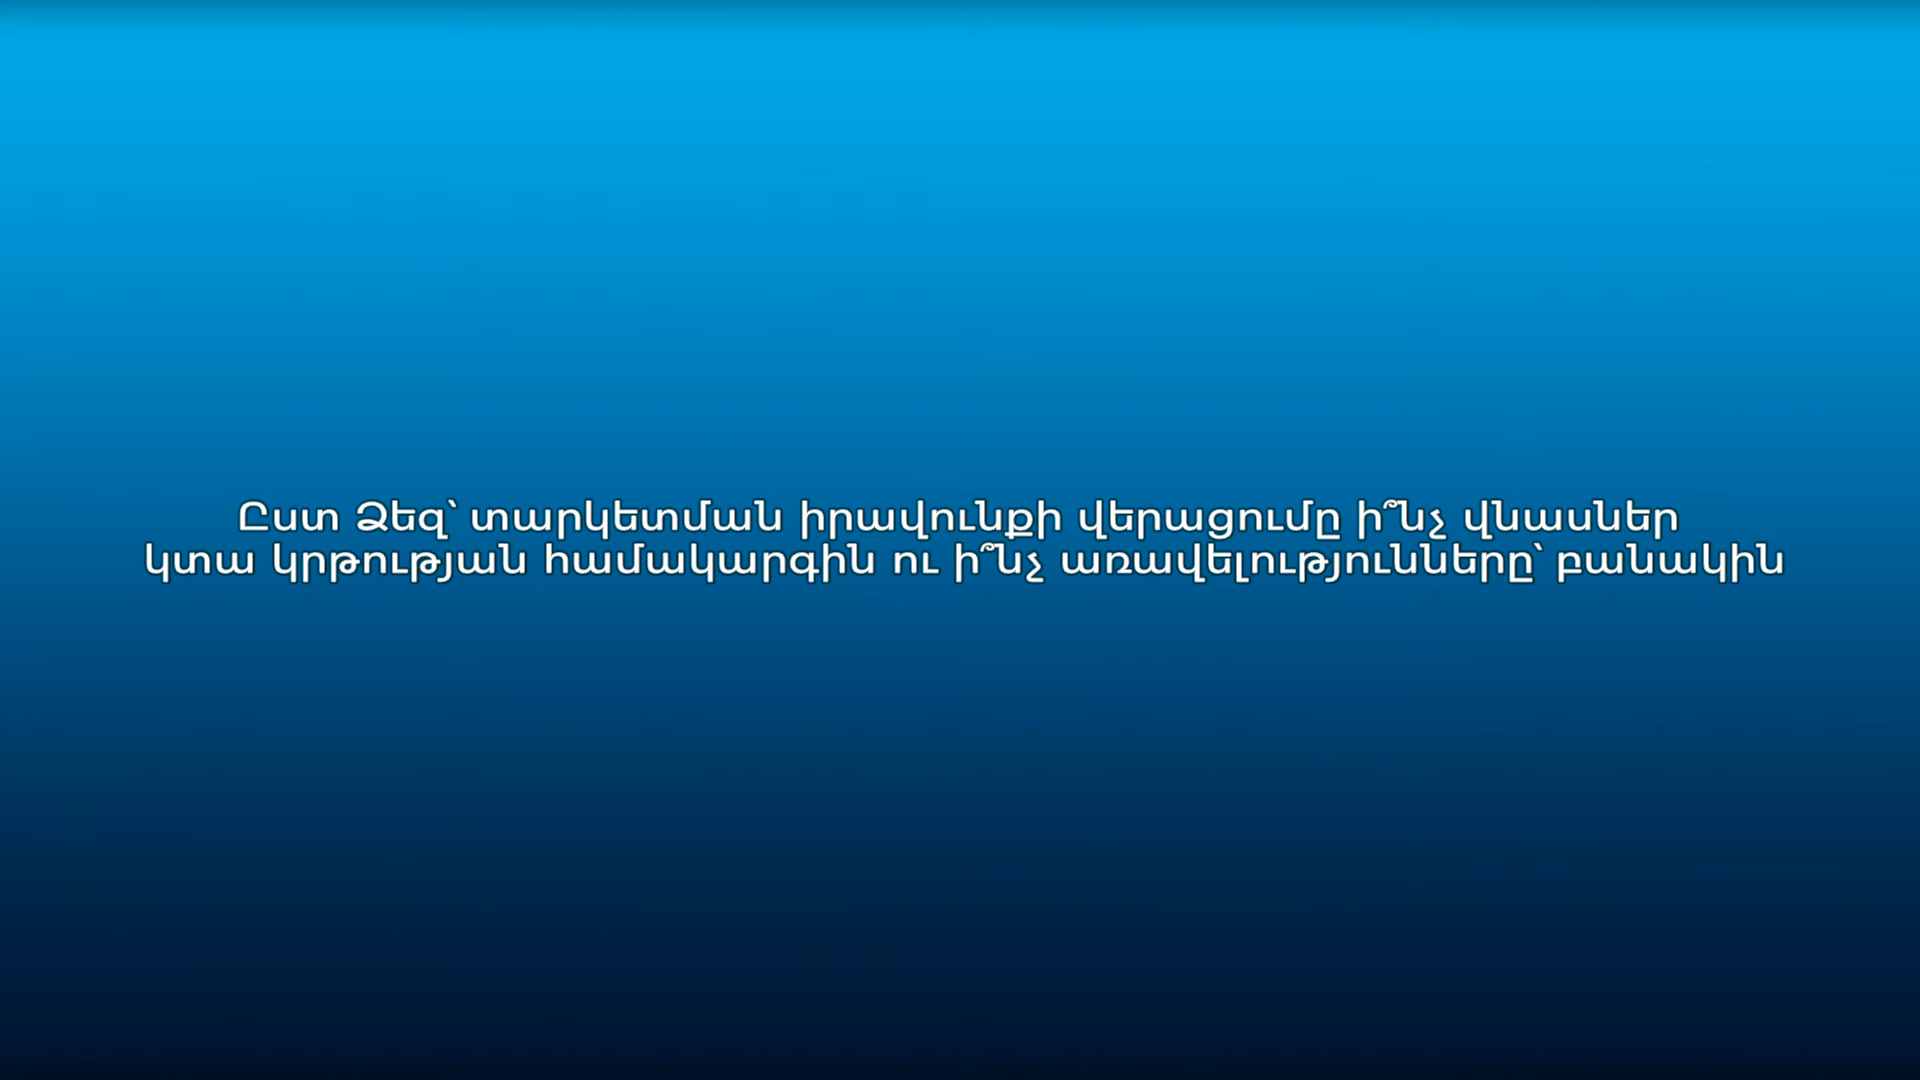 Ըստ Ձեզ՝ տարկետման իրավունքի վերացումը ի՞նչ վնասներ
կտա կրթության համակարգին ու ի՞նչ առավելությունները՝ բանակին